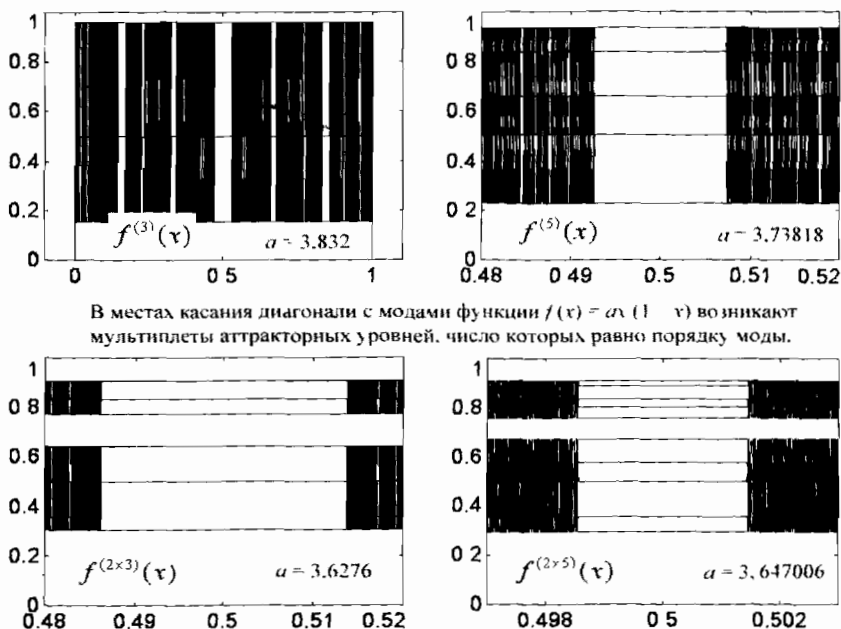 1
0.8
0.6
0.4
0.2
0
f(3)(x) a = 3.832
0 0 5 1
1
0.8
0.6
0.4
0.2
0
f(5)(x) a = 3.73818
0.48 0.49 0.5 0.51 0.52
В местах касания диагонали с модами функции f (x) = ax (1 x) возникают
мультиплеты аттракторных уровней, число которых равно порядку моды.
1
0.8
0.6
0.4
0.2
0
f(2×3)(x) a = 3.6276
0.48 0.49 0.5 0.51 0.52
1
0.8
0.6
0.4
0 2
0
f(2×5)(x) a = 3,647006
0.498 0.5 0.502